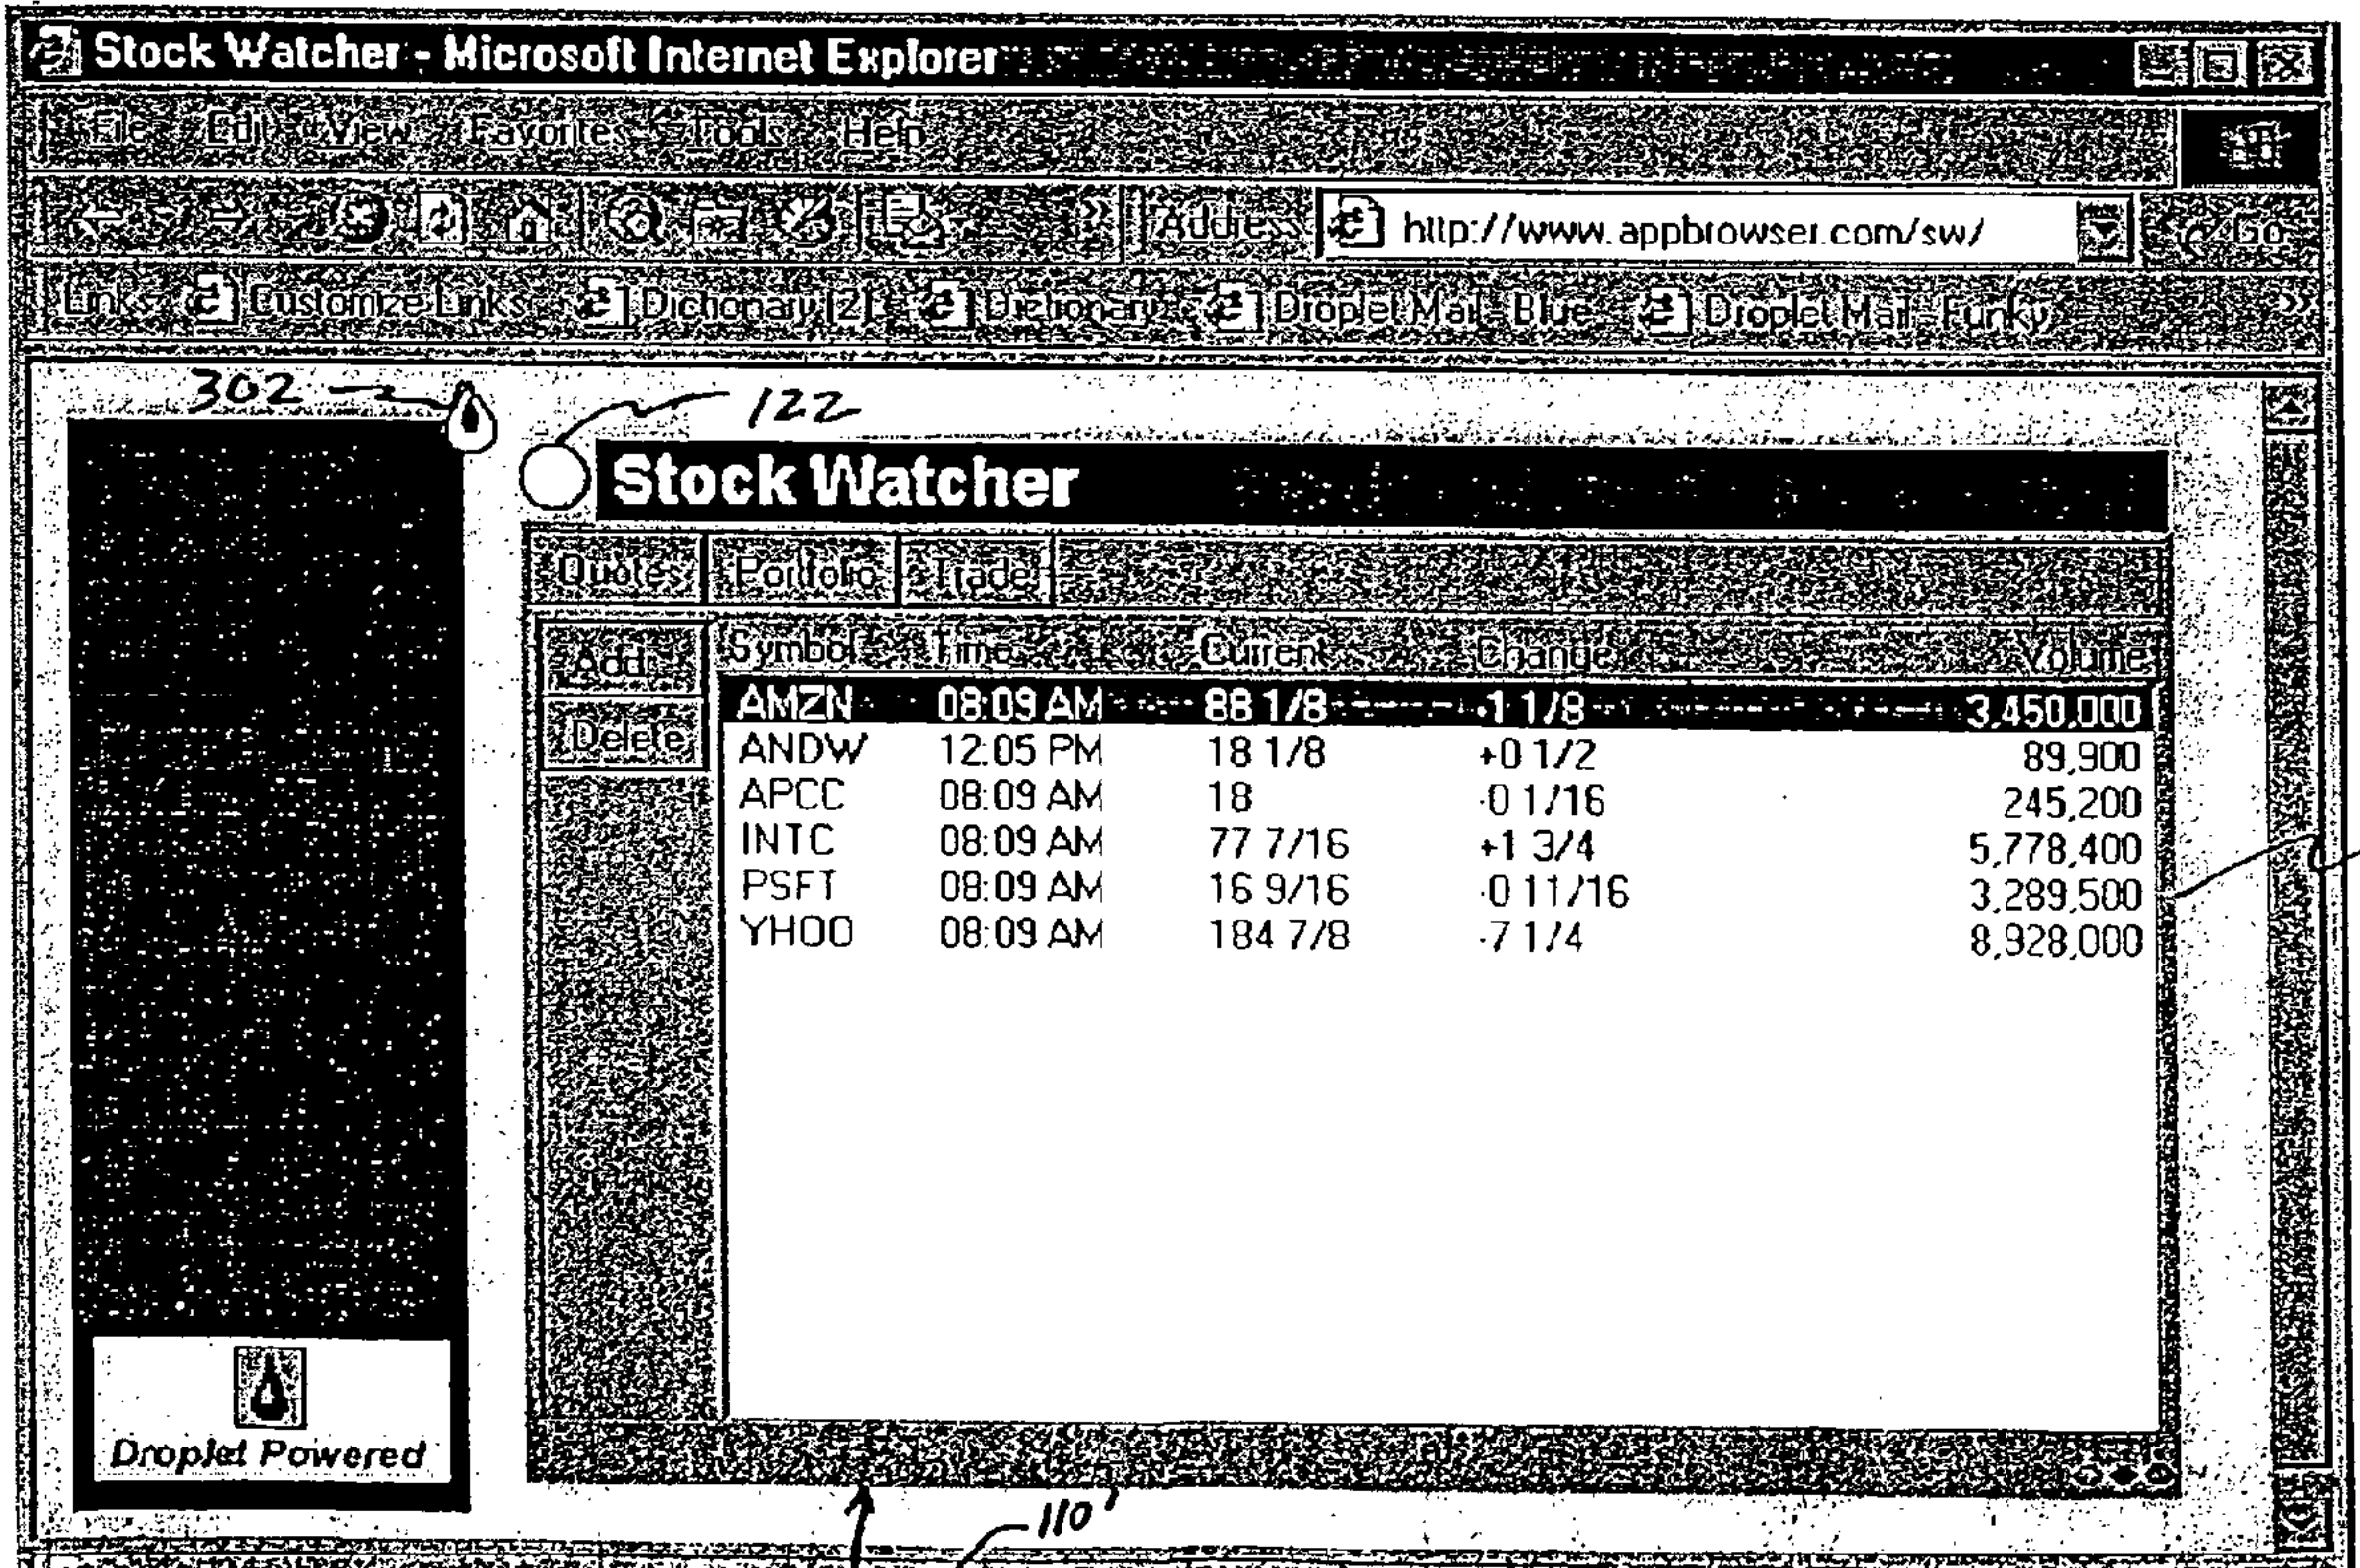 Stock Watcher - Microsoft Internet Explorer
File Edit View Favorites Tools Help
Address http://www.appbrowser.com/sw/ Go
Links Customize Links Dictionary [2] Dictionary Droplet Mail - Blue Droplet Mail - Funky
302 122
Stock Watcher
Quotes Portfolio Trade
Add Symbol Time Current Change Volume
AMZN 08:09 AM 88 1/8 -1 1/8 3,450,000
Delete
ANDW 12:05 PM 18 1/8 +0 1/2 89,900
APCC 08:09 AM 18 -0 1/16 245,200
INTC 08:09 AM 77 7/16 +1 3/4 5,778,400
PSFT 08:09 AM 16 9/16 -0 11/16 3,289,500
YHOO 08:09 AM 184 7/8 -7 1/4 8,928,000
Droplet Powered
110'